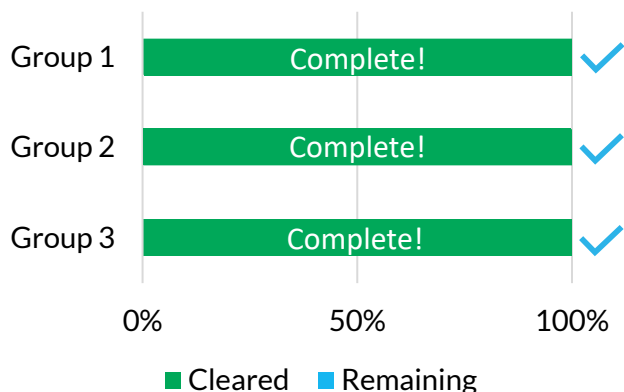 Group 1 Complete!
Group 2 Complete!
Group 3 Complete!
0% 50% 100%
Cleared Remaining